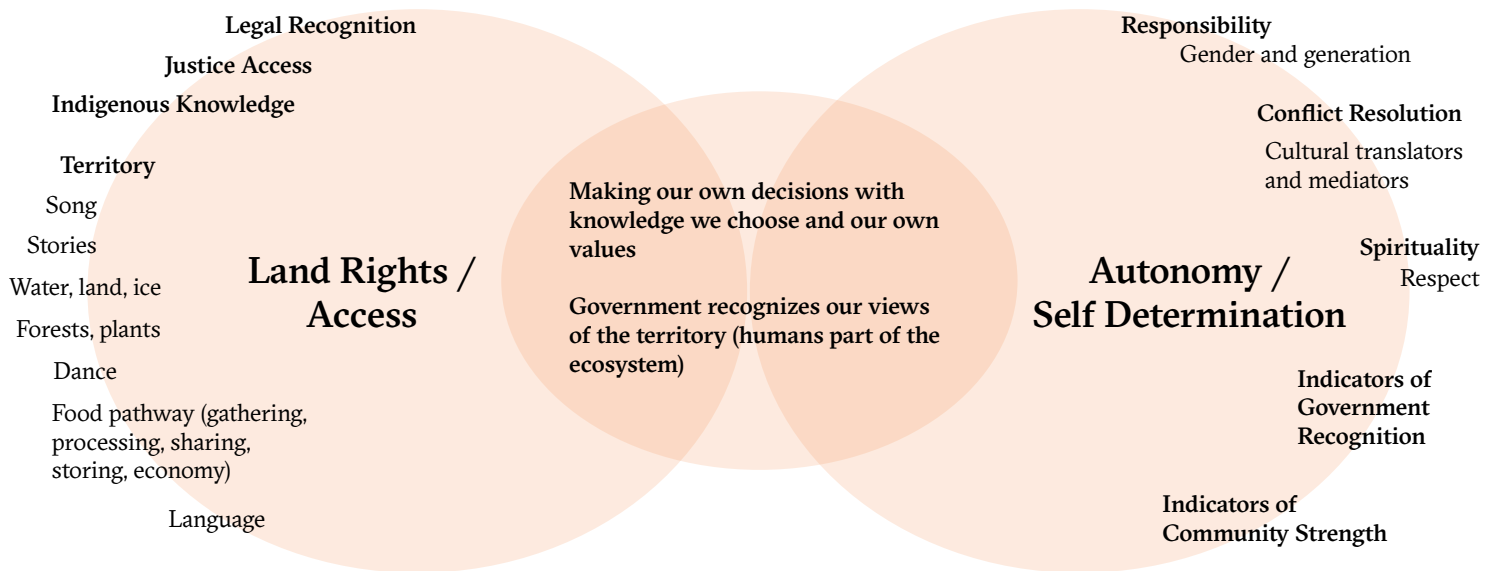 Legal Recognition
Justice Access
Indigenous Knowledge
Territory
Song
Stories
Water, land, ice
Forests, plants
Dance
Food pathway (gathering,
processing, sharing,
storing, economy)
Language
Land Rights /
Access
Making our own decisions with
knowledge we choose and our own
values
Government recognizes our views
of the territory (humans part of the
ecosystem)
Autonomy /
Self Determination
Responsibility
Gender and generation
Conflict Resolution
Cultural translators
and mediators
Spirituality
Respect
Indicators of
Government
Recognition
Indicators of
Community Strength